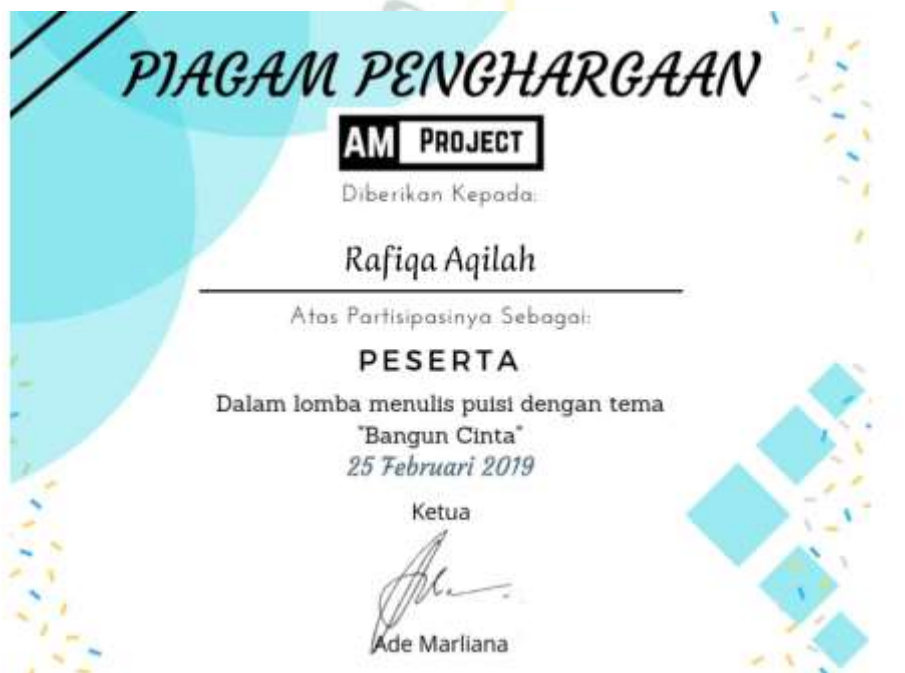 PIAGAM PENGHARGAAN
AM PROJECT
Diberikan Kepada:
Rafiqa Aqilah
Atas Partisipasinya Sebagai:
PESERTA
Dalam lomba menulis puisi dengan tema
"Bangun Cinta"
25 Februari 2019
Ketua
Ade Marliana